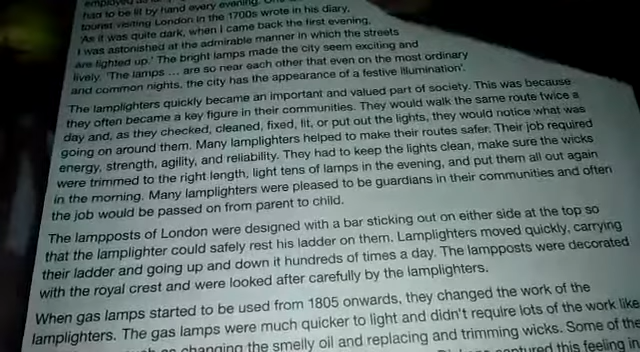 employed
had to be lit by hand every evening.
tourist visiting London in the 1700s wrote in his diary,
'As it was quite dark, when I came back the first evening,
I was astonished at the admirable manner in which the streets
are lighted up.' The bright lamps made the city seem exciting and
lively. 'The lamps ... are so near each other that even on the most ordinary
and common nights, the city has the appearance of a festive illumination'.
The lamplighters quickly became an important and valued part of society. This was because
they often became a key figure in their communities. They would walk the same route twice a
day and, as they checked, cleaned, fixed, lit, or put out the lights, they would notice what was
going on around them. Many lamplighters helped to make their routes safer. Their job required
energy, strength, agility, and reliability. They had to keep the lights clean, make sure the wicks
were trimmed to the right length, light tens of lamps in the evening, and put them all out again
in the morning. Many lamplighters were pleased to be guardians in their communities and often
the job would be passed on from parent to child.
The lampposts of London were designed with a bar sticking out on either side at the top so
that the lamplighter could safely rest his ladder on them. Lamplighters moved quickly, carrying
their ladder and going up and down it hundreds of times a day. The lampposts were decorated
with the royal crest and were looked after carefully by the lamplighters.
When gas lamps started to be used from 1805 onwards, they changed the work of the
lamplighters. The gas lamps were much quicker to light and didn't require lots of the work like
changing the smelly oil and replacing and trimming wicks. Some of the
captured this feeling in